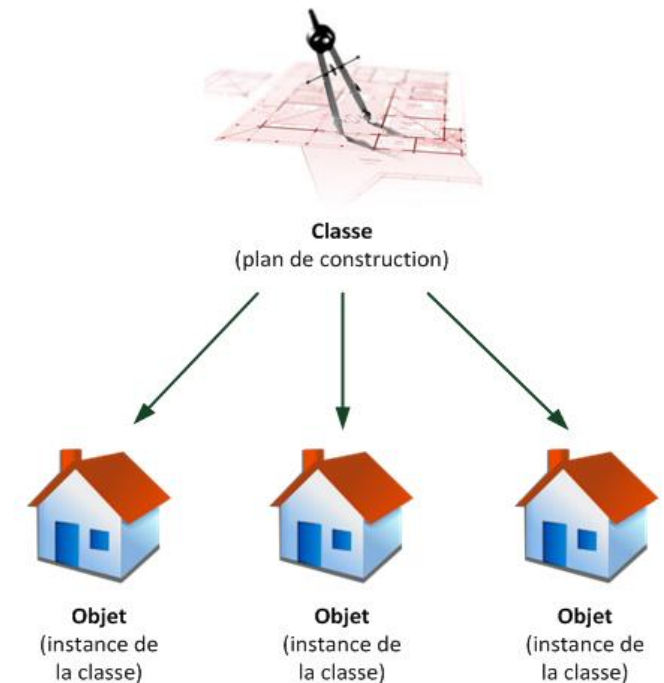 Classe
(plan de construction)
Objet
(instance de
la classe)
Objet
(instance de
la classe)
Objet
(instance de
la classe)